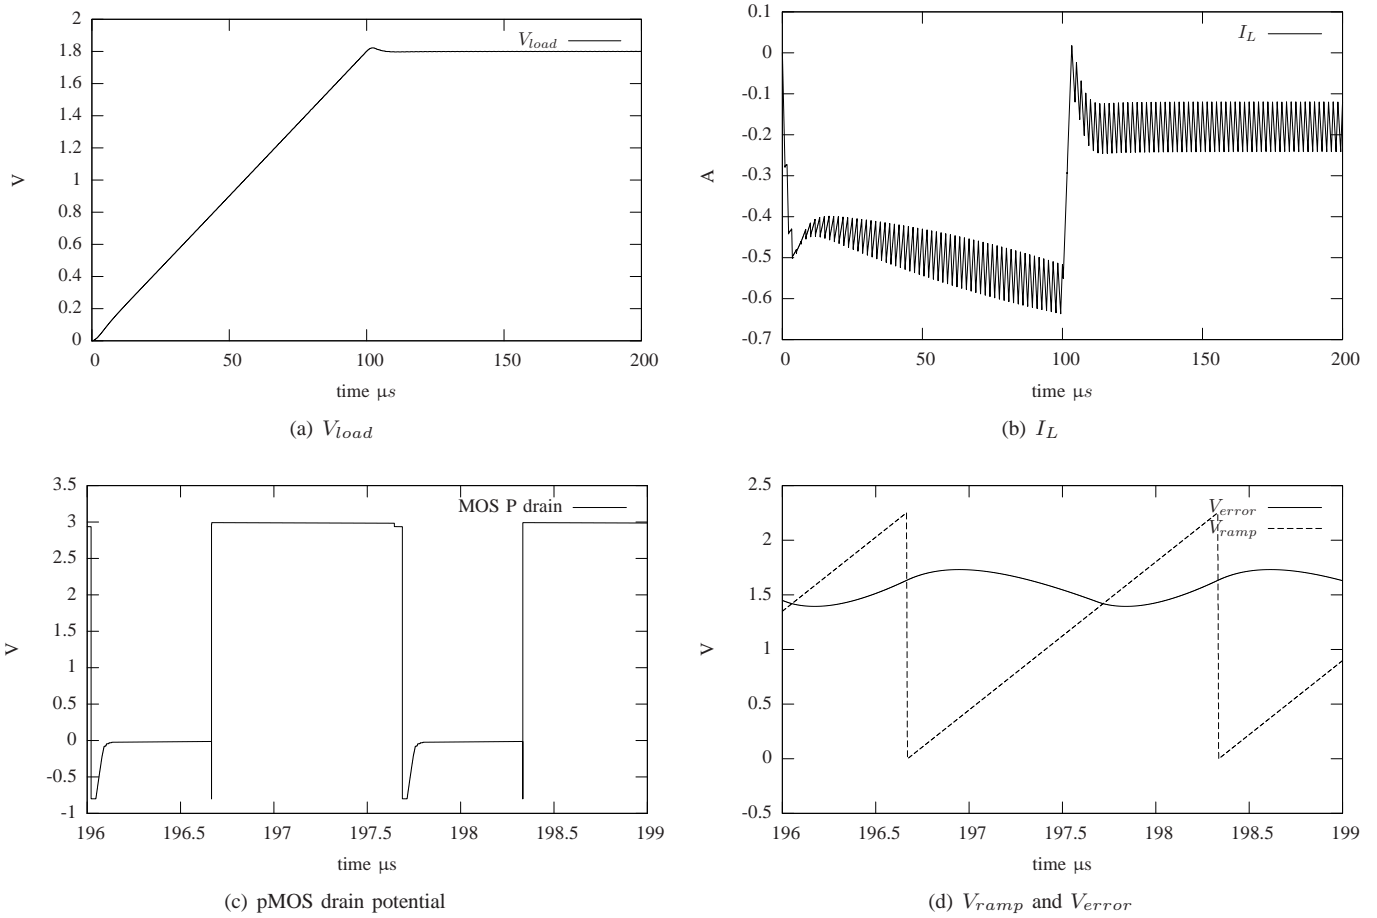 2
1.8
1.6
1.4
1.2
1
0.8
0.6
0.4
0.2
0
V
V_load
0 50 100 150 200
time μs
(a) V_load
0.1
0
-0.1
-0.2
-0.3
-0.4
-0.5
-0.6
-0.7
A
I_L
0 50 100 150 200
time μs
(b) I_L
3.5
3
2.5
2
1.5
1
0.5
0
-0.5
-1
V
MOS P drain
196 196.5 197 197.5 198 198.5 199
time μs
(c) pMOS drain potential
2.5
2
1.5
1
0.5
0
-0.5
V
V_error
V_ramp
196 196.5 197 197.5 198 198.5 199
time μs
(d) V_ramp and V_error